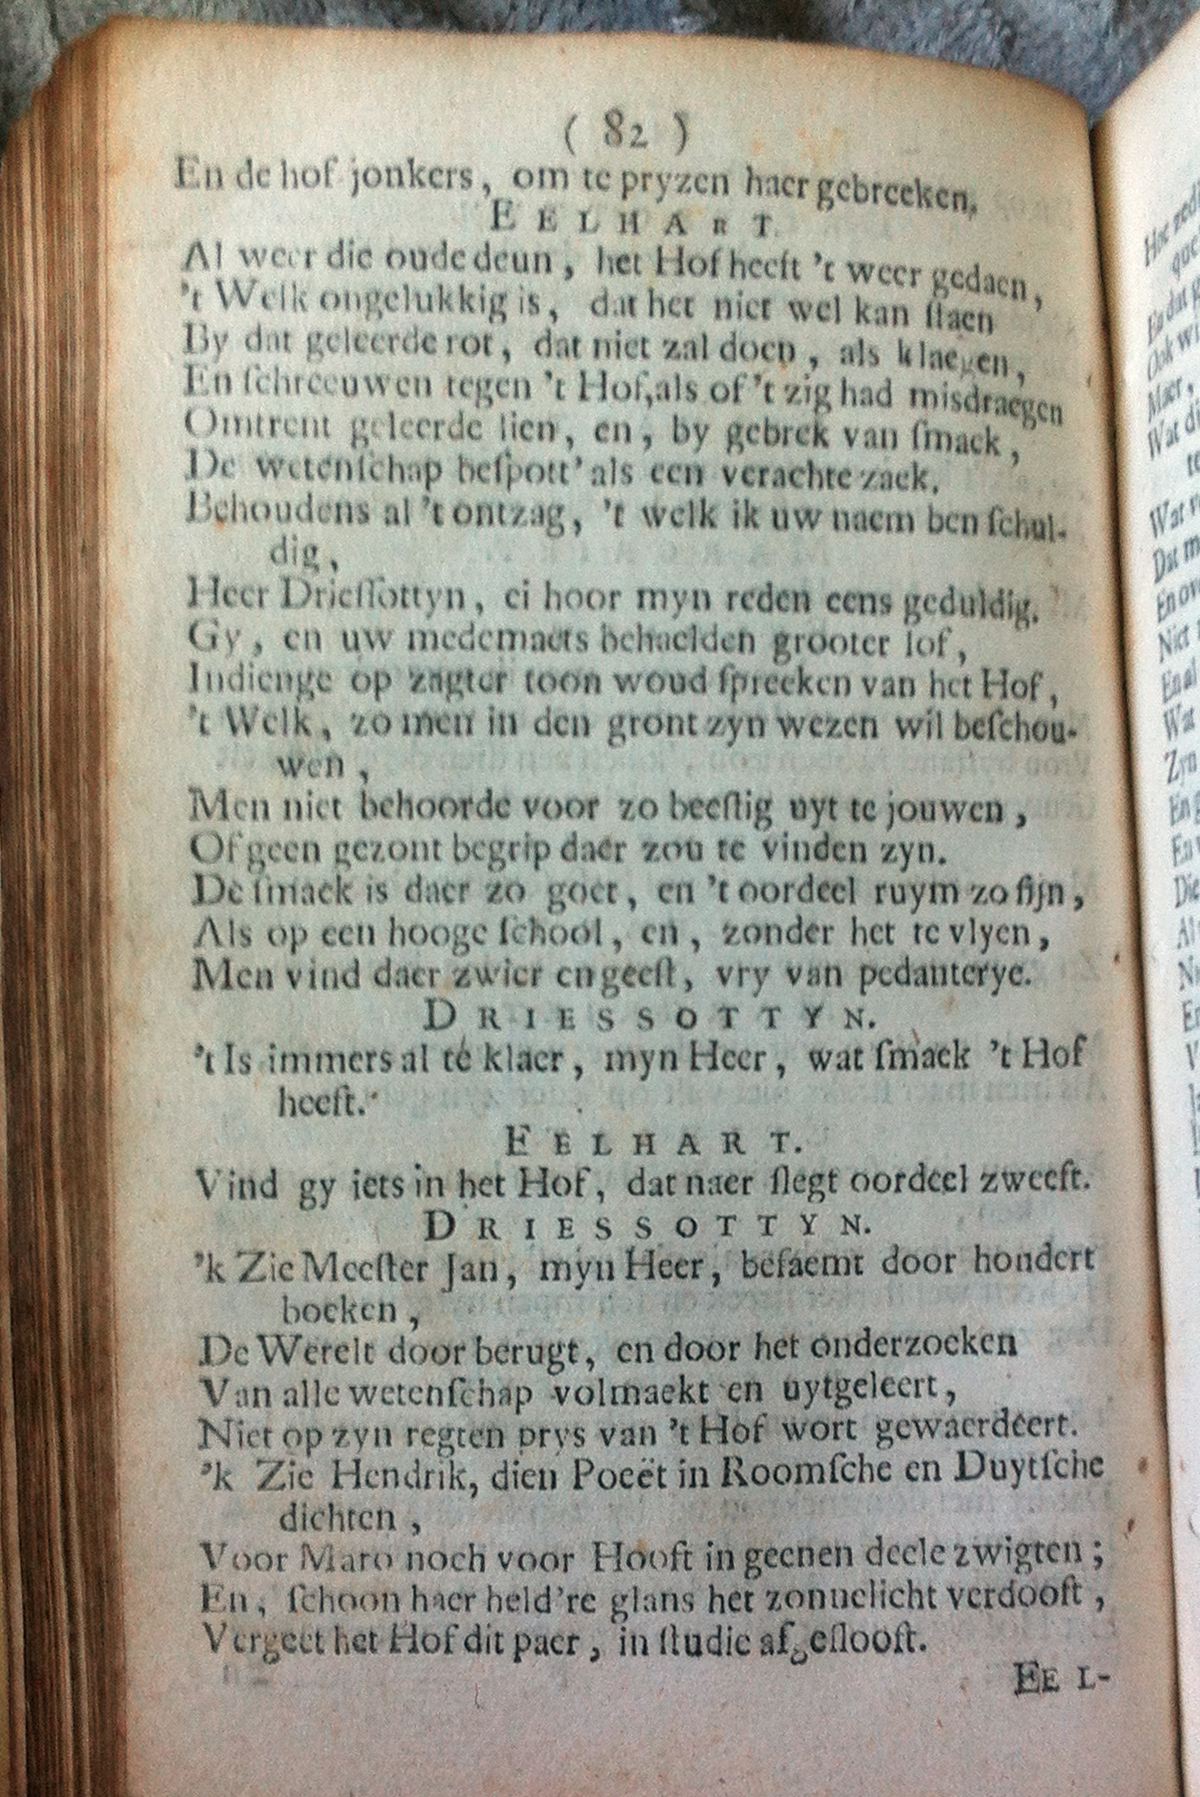 ( 82 )
En de hof jonkers, om te pryzen haer gebreeken.
EELHART.
Al weer die oude deun, het Hof heeft 't weer gedaen,
't Welk ongelukkig is, dat het niet wel kan ſtaen
By dat geleerde rot, dat niet zal doen, als klaegen,
En ſchreeuwen tegen 't Hof, als of 't zig had misdraegen
Omtrent geleerde lien, en, by gebrek van ſmack,
De wetenſchap beſpott' als een verachte zack.
Behoudens al 't ontzag, 't welk ik uw naem ben ſchul-
dig,
Heer Drieſſottyn, ei hoor myn reden eens geduldig.
Gy, en uw medemaets behaelden grooter lof,
Indienge op zagter toon woud ſpreeken van het Hof,
't Welk, zo men in den gront zyn wezen wil beſchou-
wen,
Men niet behoorde voor zo beeſtig uyt te jouwen,
Of geen gezont begrip daer zou te vinden zyn.
De ſmaek is daer zo goet, en 't oordeel ruym zo fijn,
Als op een hooge ſchool, en, zonder het te vlyen,
Men vind daer zwier en geeſt, vry van pedanterye.
DRIESSOTTYN.
't Is immers al te klaer, myn Heer, wat ſmaek 't Hof
heeft.
EELHART.
Vind gy iets in het Hof, dat naer ſlegt oordeel zweeft.
DRIESSOTTYN.
'k Zie Meeſter Jan, myn Heer, befaemt door hondert
boeken,
De Werelt door berugt, en door het onderzoeken
Van alle wetenſchap volmaekt en uytgeleert,
Niet op zyn regten prys van 't Hof wort gewaerdeert.
'k Zie Hendrik, dien Poeët in Roomſche en Duytſche
dichten,
Voor Maro noch voor Hooft in geenen deele zwigten;
En, ſchoon haer held're glans het zonnelicht verdooft,
Vergeet het Hof dit paer, in ſtudie afgeſlooft.
EEL-